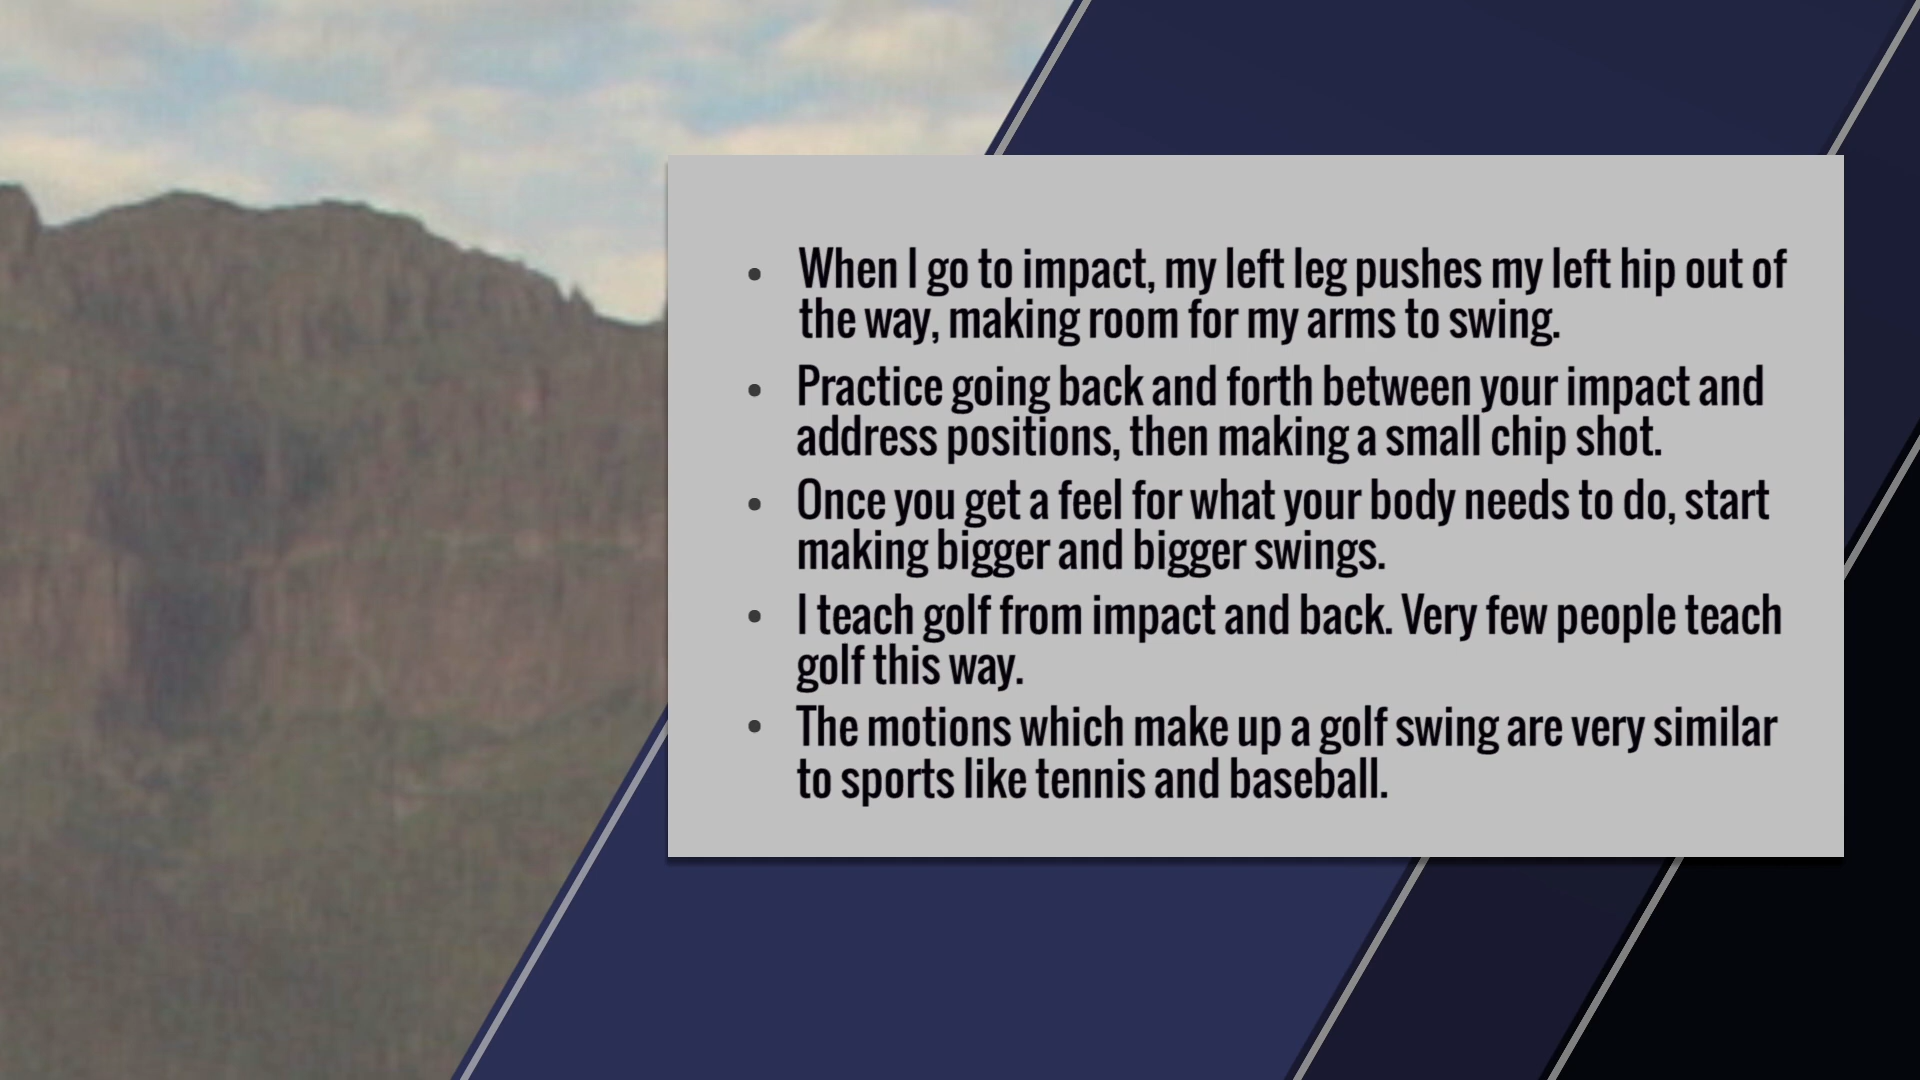 • When I go to impact, my left leg pushes my left hip out of
the way, making room for my arms to swing.
• Practice going back and forth between your impact and
address positions, then making a small chip shot.
• Once you get a feel for what your body needs to do, start
making bigger and bigger swings.
• I teach golf from impact and back. Very few people teach
golf this way.
• The motions which make up a golf swing are very similar
to sports like tennis and baseball.